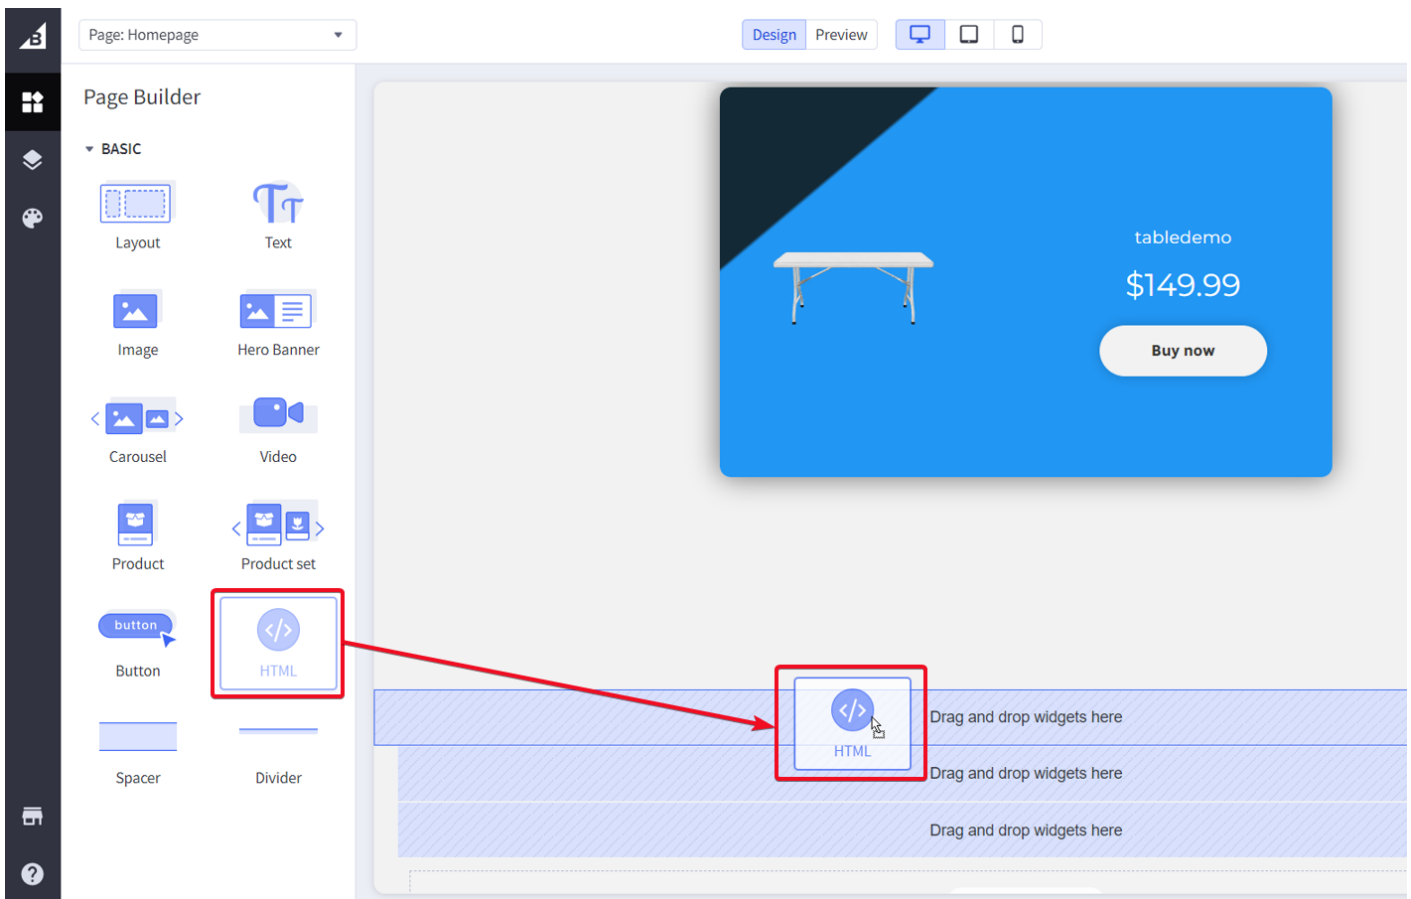 B
Page: Homepage
Design
Preview
Page Builder
BASIC
Layout
Text
Image
Hero Banner
Carousel
Video
Product
Product set
button
Button
HTML
Spacer
Divider
tabledemo
$149.99
Buy now
HTML
Drag and drop widgets here
Drag and drop widgets here
Drag and drop widgets here